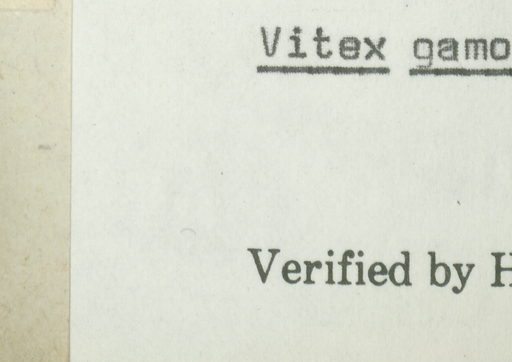 Vitex gamo
Verified by H